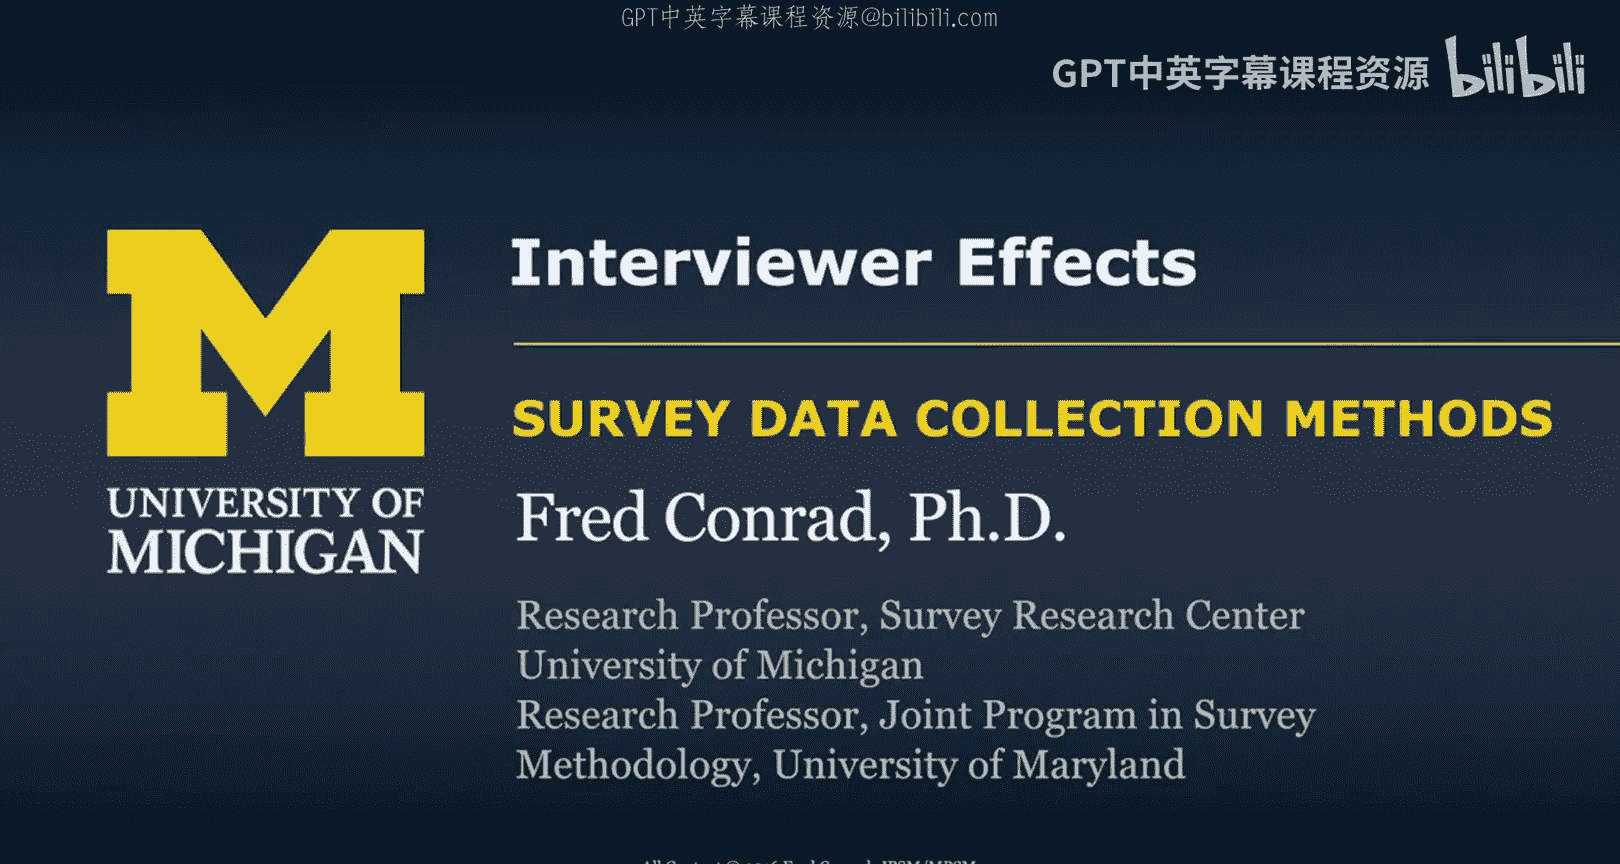 GPT中英字幕课程资源@bilibili.com
GPT中英字幕课程资源 bilibili
Interviewer Effects
SURVEY DATA COLLECTION METHODS
M
UNIVERSITY OF
MICHIGAN
Fred Conrad, Ph.D.
Research Professor, Survey Research Center
University of Michigan
Research Professor, Joint Program in Survey
Methodology, University of Maryland